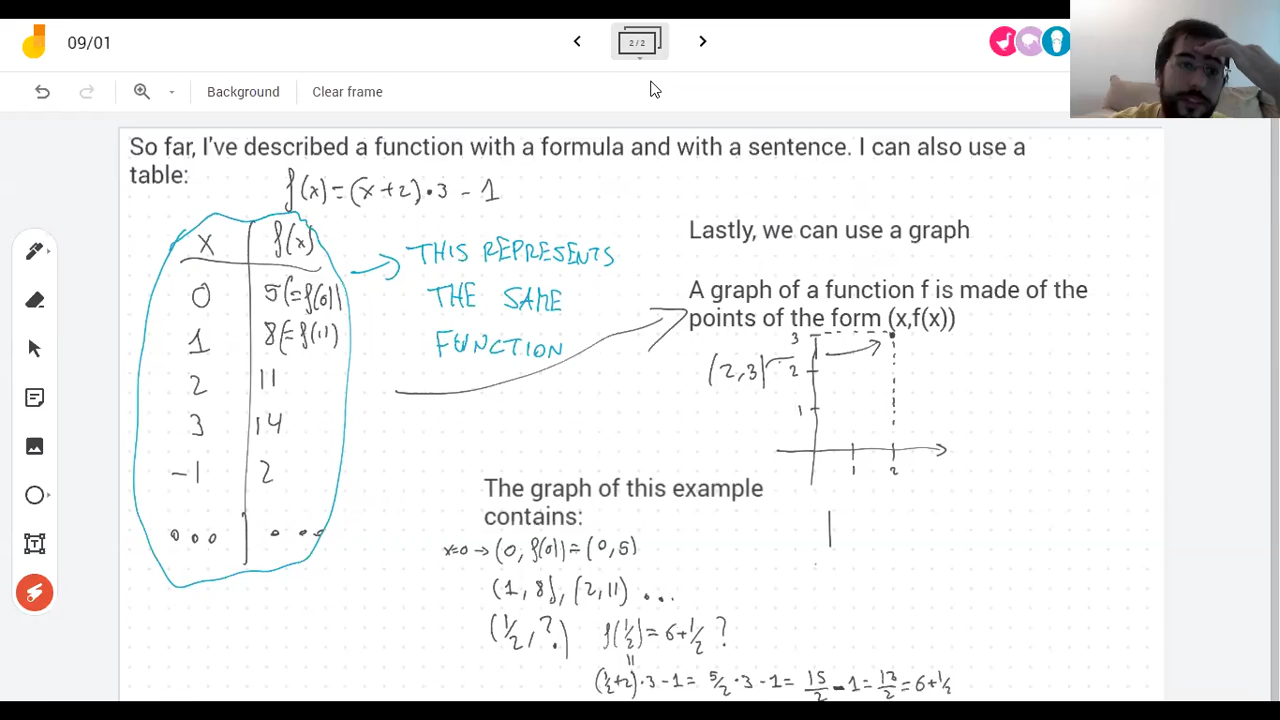 09/01
2 / 2
Background
Clear frame
So far, I've described a function with a formula and with a sentence. I can also use a
table:
f(x)=(x+2)•3 - 1
x f(x)
0 5(=f(0))
1 8(=f(1))
2 11
3 14
-1 2
... ...
THIS REPRESENTS
THE SAME
FUNCTION
Lastly, we can use a graph
A graph of a function f is made of the
points of the form (x,f(x))
3
(2,3) 2
1
1 2
The graph of this example
contains:
x=0 → (0, f(0)) = (0,5)
(1, 8), (2, 11) ...
(1/2, ?) f(1/2) = 6+1/2 ?
=
(1/2+2)•3-1 = 5/2•3-1 = 15/2 - 1 = 13/2 = 6+1/2